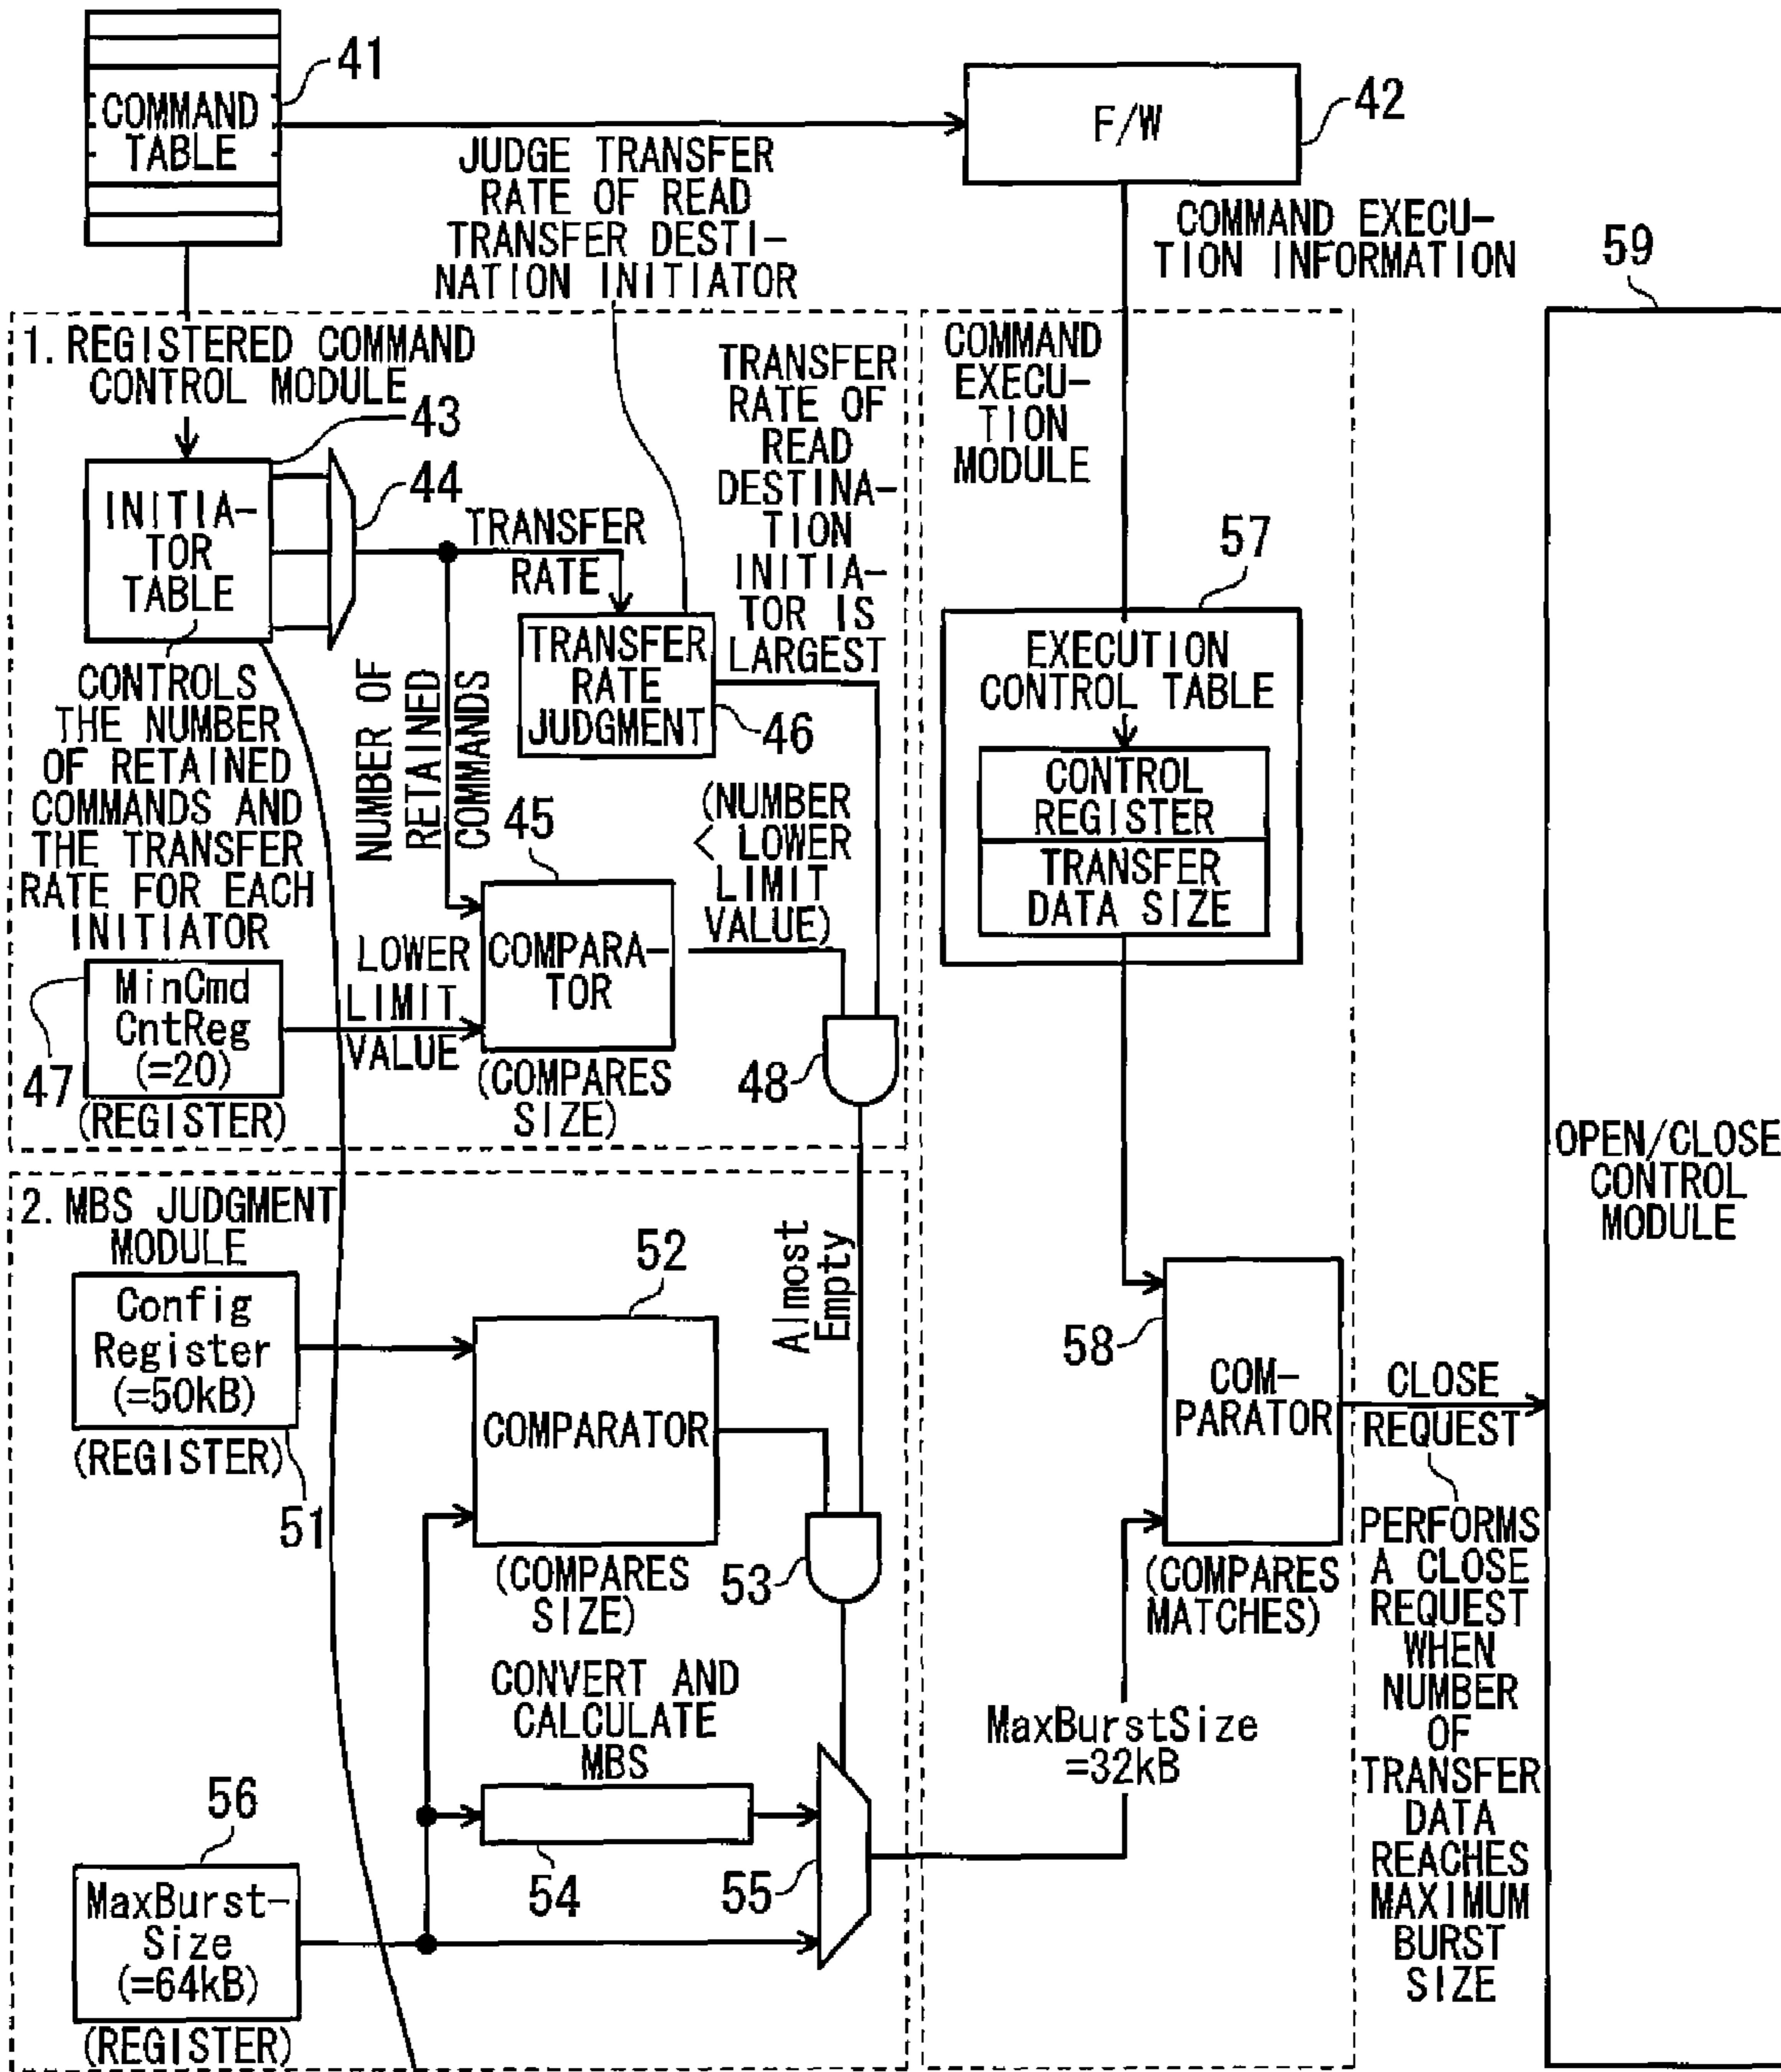 COMMAND
TABLE
41
F/W
42
JUDGE TRANSFER
RATE OF READ
TRANSFER DESTI-
NATION INITIATOR
COMMAND EXECU-
TION INFORMATION
59
1. REGISTERED COMMAND
CONTROL MODULE
43
INITIA-
TOR
TABLE
44
TRANSFER
RATE
TRANSFER
RATE OF
READ
DESTINA-
TION
INITIA-
TOR IS
LARGEST
TRANSFER
RATE
JUDGMENT
46
CONTROLS
THE NUMBER
OF RETAINED
COMMANDS AND
THE TRANSFER
RATE FOR EACH
INITIATOR
NUMBER OF
RETAINED
COMMANDS
45
COMPARA-
TOR
(COMPARES
SIZE)
(NUMBER
< LOWER
LIMIT
VALUE)
LOWER
LIMIT
VALUE
MinCmd
CntReg
(=20)
47
(REGISTER)
48
COMMAND
EXECU-
TION
MODULE
57
EXECUTION
CONTROL TABLE
CONTROL
REGISTER
TRANSFER
DATA SIZE
2. MBS JUDGMENT
MODULE
Config
Register
(=50kB)
(REGISTER)
51
52
COMPARATOR
(COMPARES
SIZE)
Almost
Empty
53
CONVERT AND
CALCULATE
MBS
54
55
56
MaxBurst-
Size
(=64kB)
(REGISTER)
MaxBurstSize
=32kB
58
COM-
PARATOR
(COMPARES
MATCHES)
CLOSE
REQUEST
PERFORMS
A CLOSE
REQUEST
WHEN
NUMBER
OF
TRANSFER
DATA
REACHES
MAXIMUM
BURST
SIZE
OPEN/CLOSE
CONTROL
MODULE